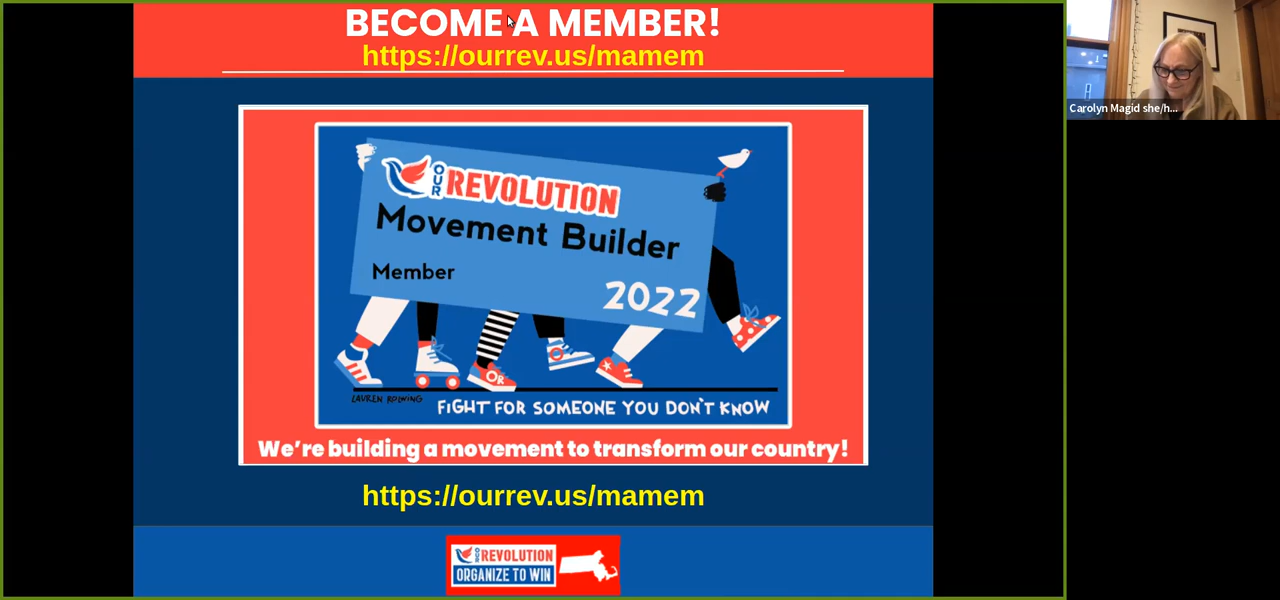 BECOME A MEMBER!
https://ourrev.us/mamem
Carolyn Magid she/h...
OUR REVOLUTION
Movement Builder
Member
2022
OR
LAUREN ROLWING
FIGHT FOR SOMEONE YOU DON'T KNOW
We're building a movement to transform our country!
https://ourrev.us/mamem
OUR REVOLUTION
ORGANIZE TO WIN